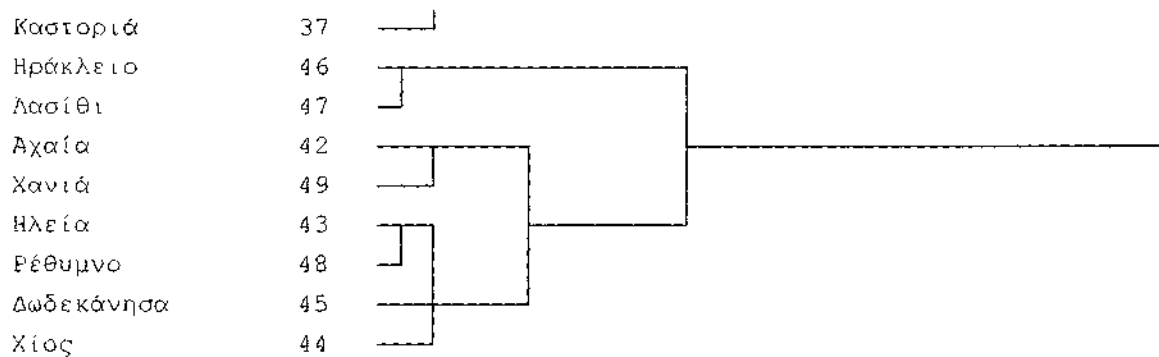 Καστοριά 37
Ηράκλειο 46
Λασίθι 47
Αχαία 42
Χανιά 49
Ηλεία 43
Ρέθυμνο 48
Δωδεκάνησα 45
Χίος 44